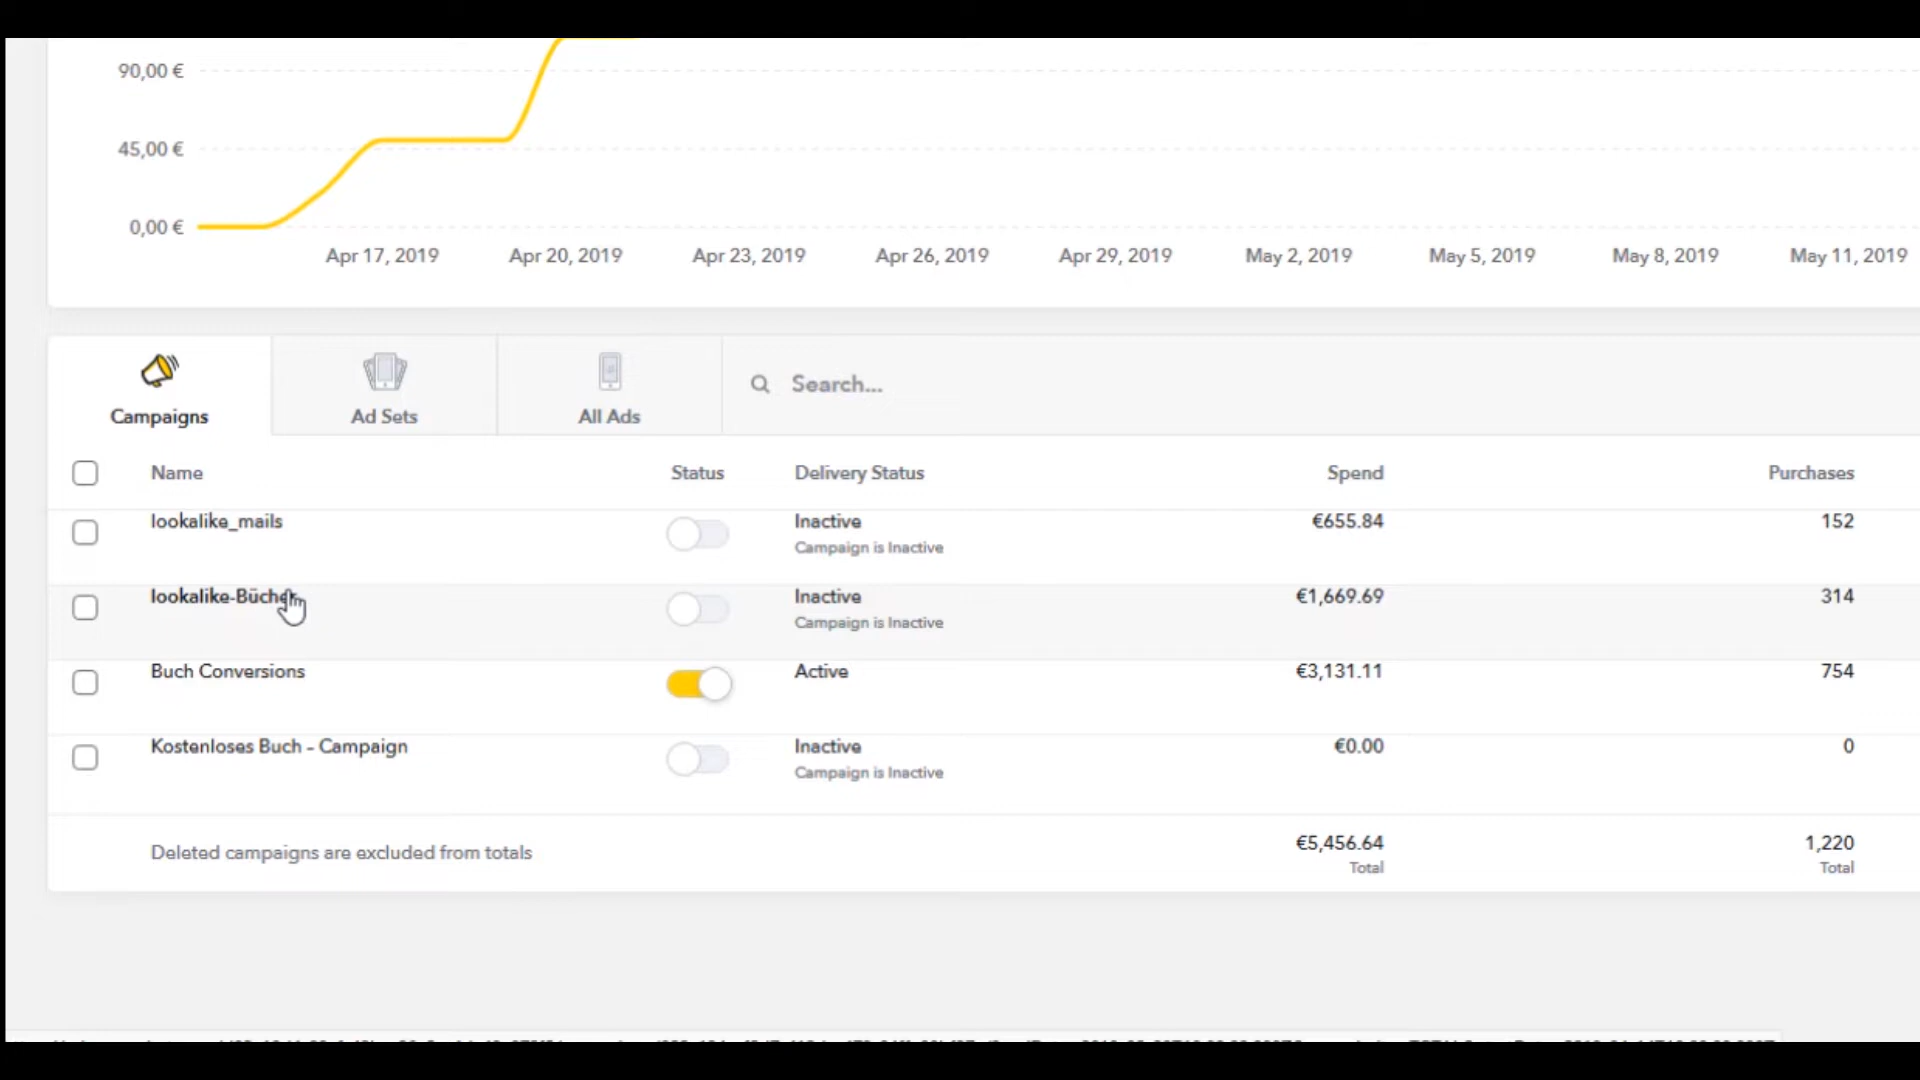 90,00 €
45,00 €
0,00 €
Apr 17, 2019 Apr 20, 2019 Apr 23, 2019 Apr 26, 2019 Apr 29, 2019 May 2, 2019 May 5, 2019 May 8, 2019 May 11, 2019
Campaigns Ad Sets All Ads Search...
Name Status Delivery Status Spend Purchases
lookalike_mails Inactive €655.84 152
Campaign is Inactive
lookalike-Bücher Inactive €1,669.69 314
Campaign is Inactive
Buch Conversions Active €3,131.11 754
Kostenloses Buch - Campaign Inactive €0.00 0
Campaign is Inactive
Deleted campaigns are excluded from totals €5,456.64 1,220
Total Total